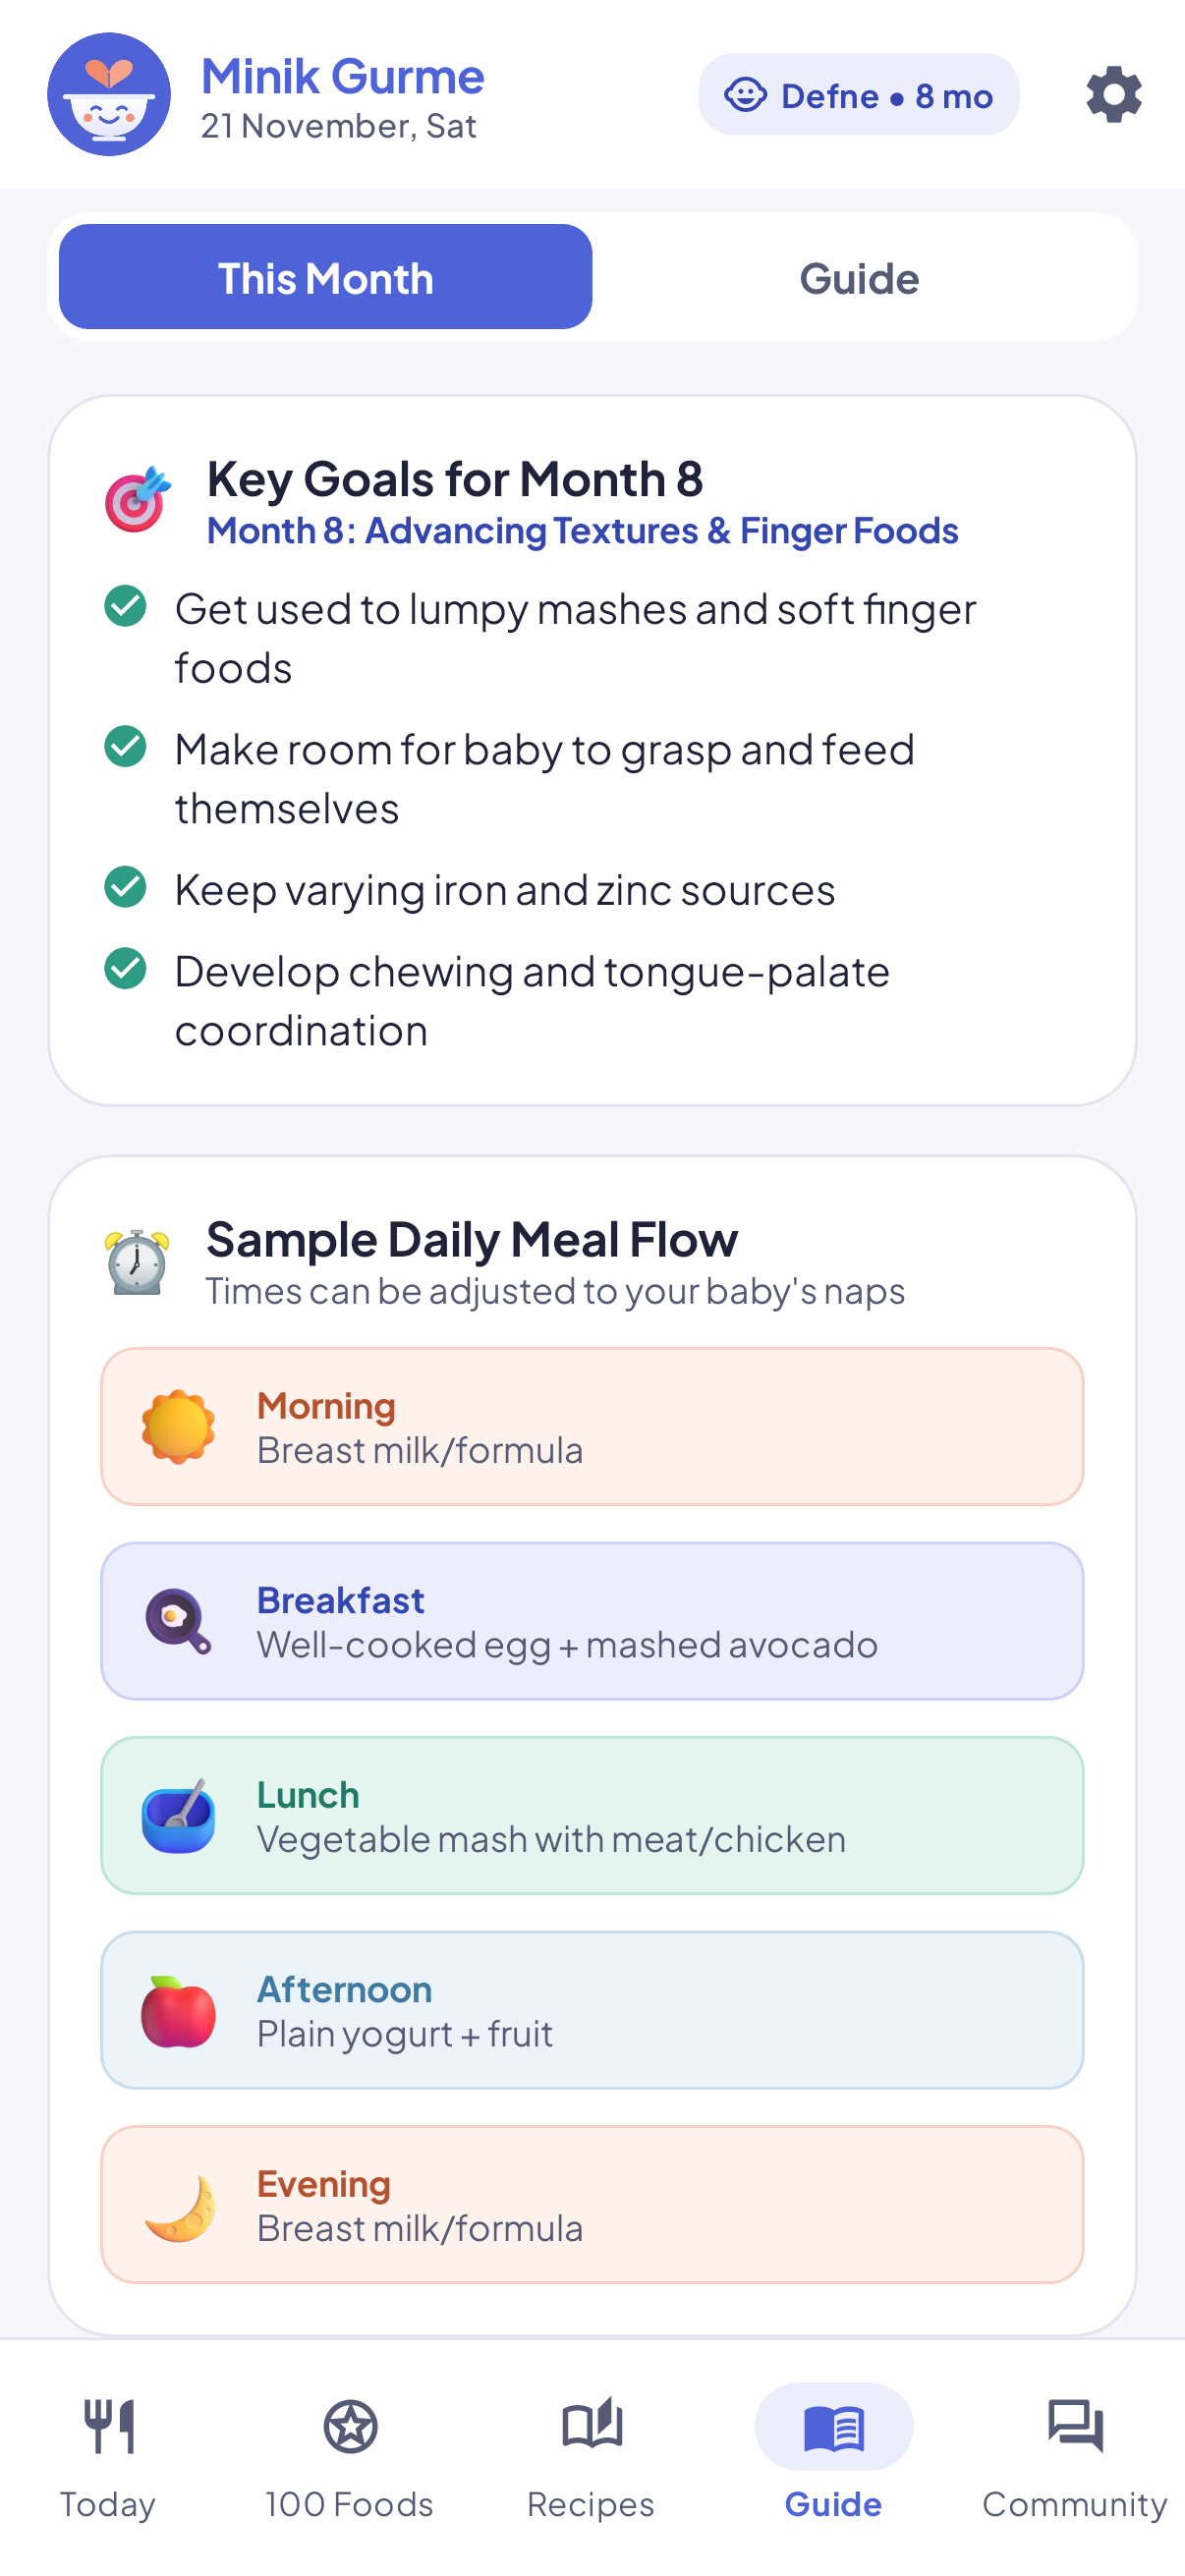 Minik Gurme
21 November, Sat
Defne • 8 mo
This Month
Guide
Key Goals for Month 8
Month 8: Advancing Textures & Finger Foods
Get used to lumpy mashes and soft finger
foods
Make room for baby to grasp and feed
themselves
Keep varying iron and zinc sources
Develop chewing and tongue-palate
coordination
Sample Daily Meal Flow
Times can be adjusted to your baby's naps
Morning
Breast milk/formula
Breakfast
Well-cooked egg + mashed avocado
Lunch
Vegetable mash with meat/chicken
Afternoon
Plain yogurt + fruit
Evening
Breast milk/formula
Today
100 Foods
Recipes
Guide
Community